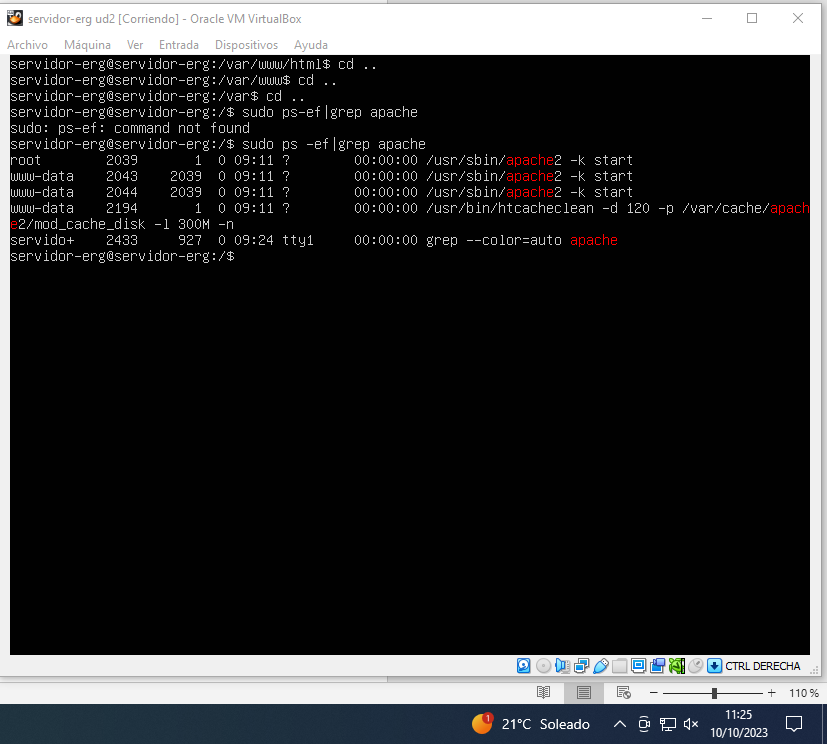 servidor-erg ud2 [Corriendo] - Oracle VM VirtualBox
Archivo Máquina Ver Entrada Dispositivos Ayuda
servidor-erg@servidor-erg:/var/www/html$ cd ..
servidor-erg@servidor-erg:/var/www$ cd ..
servidor-erg@servidor-erg:/var$ cd ..
servidor-erg@servidor-erg:/$ sudo ps-ef|grep apache
sudo: ps-ef: command not found
servidor-erg@servidor-erg:/$ sudo ps -ef|grep apache
root 2039 1 0 09:11 ? 00:00:00 /usr/sbin/apache2 -k start
www-data 2043 2039 0 09:11 ? 00:00:00 /usr/sbin/apache2 -k start
www-data 2044 2039 0 09:11 ? 00:00:00 /usr/sbin/apache2 -k start
www-data 2194 1 0 09:11 ? 00:00:00 /usr/bin/htcacheclean -d 120 -p /var/cache/apach
e2/mod_cache_disk -l 300M -n
servido+ 2433 927 0 09:24 tty1 00:00:00 grep --color=auto apache
servidor-erg@servidor-erg:/$
CTRL DERECHA
110 %
1
21°C Soleado
11:25
10/10/2023